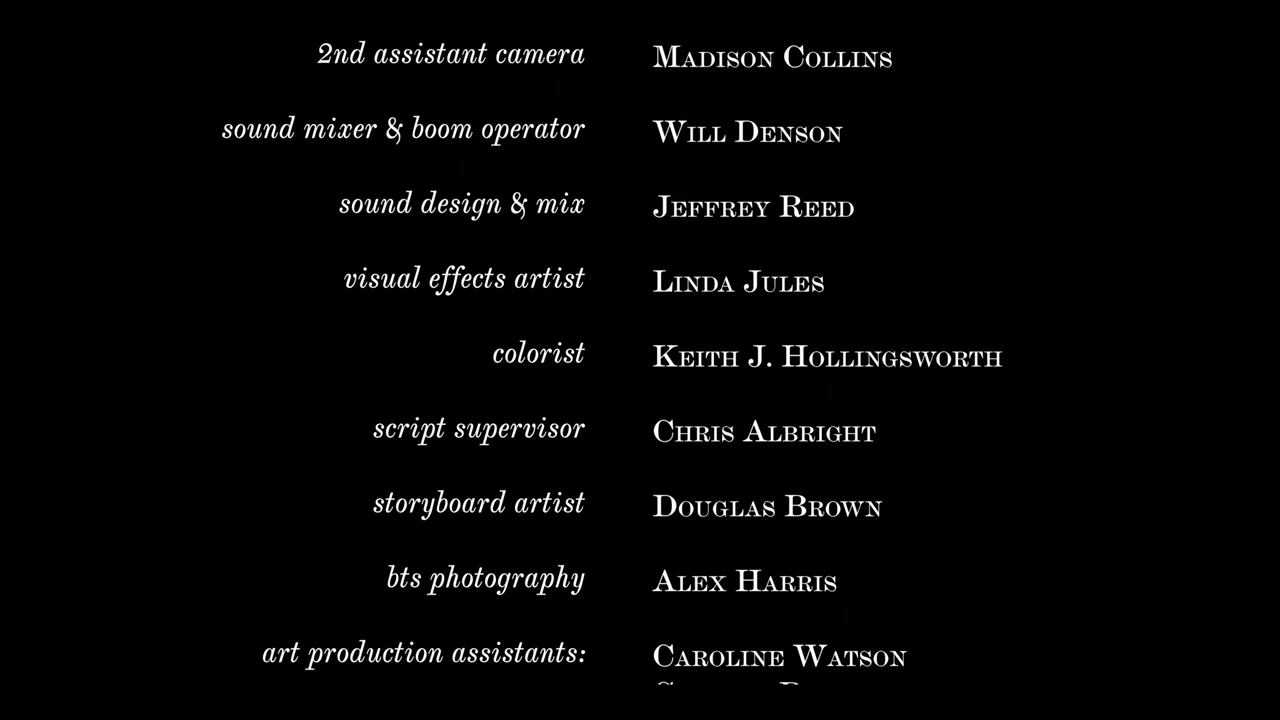 2nd assistant camera Madison Collins
sound mixer & boom operator Will Denson
sound design & mix Jeffrey Reed
visual effects artist Linda Jules
colorist Keith J. Hollingsworth
script supervisor Chris Albright
storyboard artist Douglas Brown
bts photography Alex Harris
art production assistants: Caroline Watson